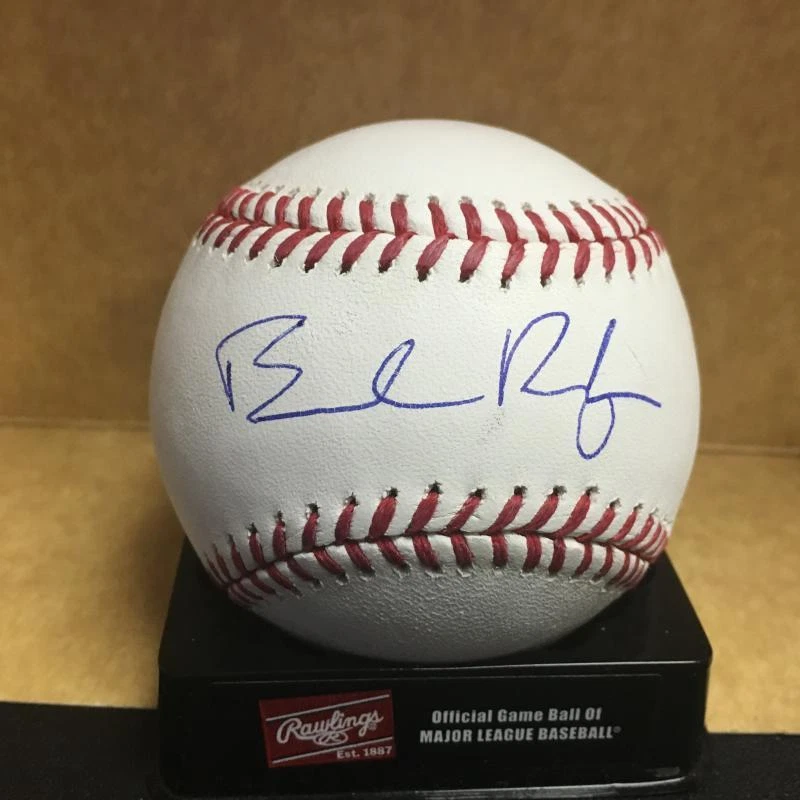 Rawlings
Est. 1887
Official Game Ball Of
MAJOR LEAGUE BASEBALL®